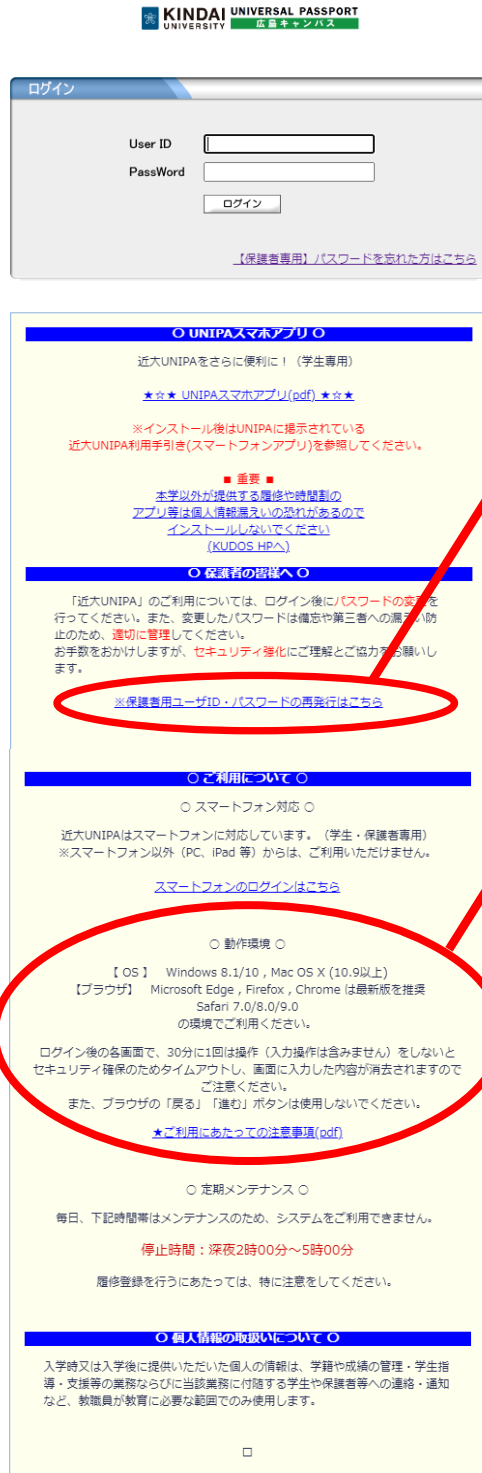 KINDAI UNIVERSITY UNIVERSAL PASSPORT
広島キャンパス
ログイン
User ID
PassWord
ログイン
【保護者専用】パスワードを忘れた方はこちら
○ UNIPAスマホアプリ ○
近大UNIPAをさらに便利に！（学生専用）
★☆★ UNIPAスマホアプリ(pdf) ★☆★
※インストール後はUNIPAに掲示されている
近大UNIPA利用手引き(スマートフォンアプリ)を参照してください。
■ 重要 ■
本学以外が提供する履修や時間割の
アプリ等は個人情報漏えいの恐れがあるので
インストールしないでください
(KUDOS HPへ)
○ 保護者の皆様へ ○
「近大UNIPA」のご利用については、ログイン後にパスワードの変更を
行ってください。また、変更したパスワードは備忘や第三者への漏えい防
止のため、適切に管理してください。
お手数をおかけしますが、セキュリティ強化にご理解とご協力をお願いし
ます。
※保護者用ユーザID・パスワードの再発行はこちら
○ ご利用について ○
○ スマートフォン対応 ○
近大UNIPAはスマートフォンに対応しています。（学生・保護者専用）
※スマートフォン以外（PC、iPad 等）からは、ご利用いただけません。
スマートフォンのログインはこちら
○ 動作環境 ○
【 OS 】 Windows 8.1/10 , Mac OS X (10.9以上)
【ブラウザ】 Microsoft Edge , Firefox , Chrome は最新版を推奨
Safari 7.0/8.0/9.0
の環境でご利用ください。
ログイン後の各画面で、30分に1回は操作（入力操作は含みません）をしないと
セキュリティ確保のためタイムアウトし、画面に入力した内容が消去されますので
ご注意ください。
また、ブラウザの「戻る」「進む」ボタンは使用しないでください。
★ご利用にあたっての注意事項(pdf)
○ 定期メンテナンス ○
毎日、下記時間帯はメンテナンスのため、システムをご利用できません。
停止時間：深夜2時00分～5時00分
履修登録を行うにあたっては、特に注意をしてください。
○ 個人情報の取扱いについて ○
入学時又は入学後に提供いただいた個人の情報は、学籍や成績の管理・学生指
導・支援等の業務ならびに当該業務に付随する学生や保護者等への連絡・通知
など、教職員が教育に必要な範囲でのみ使用します。